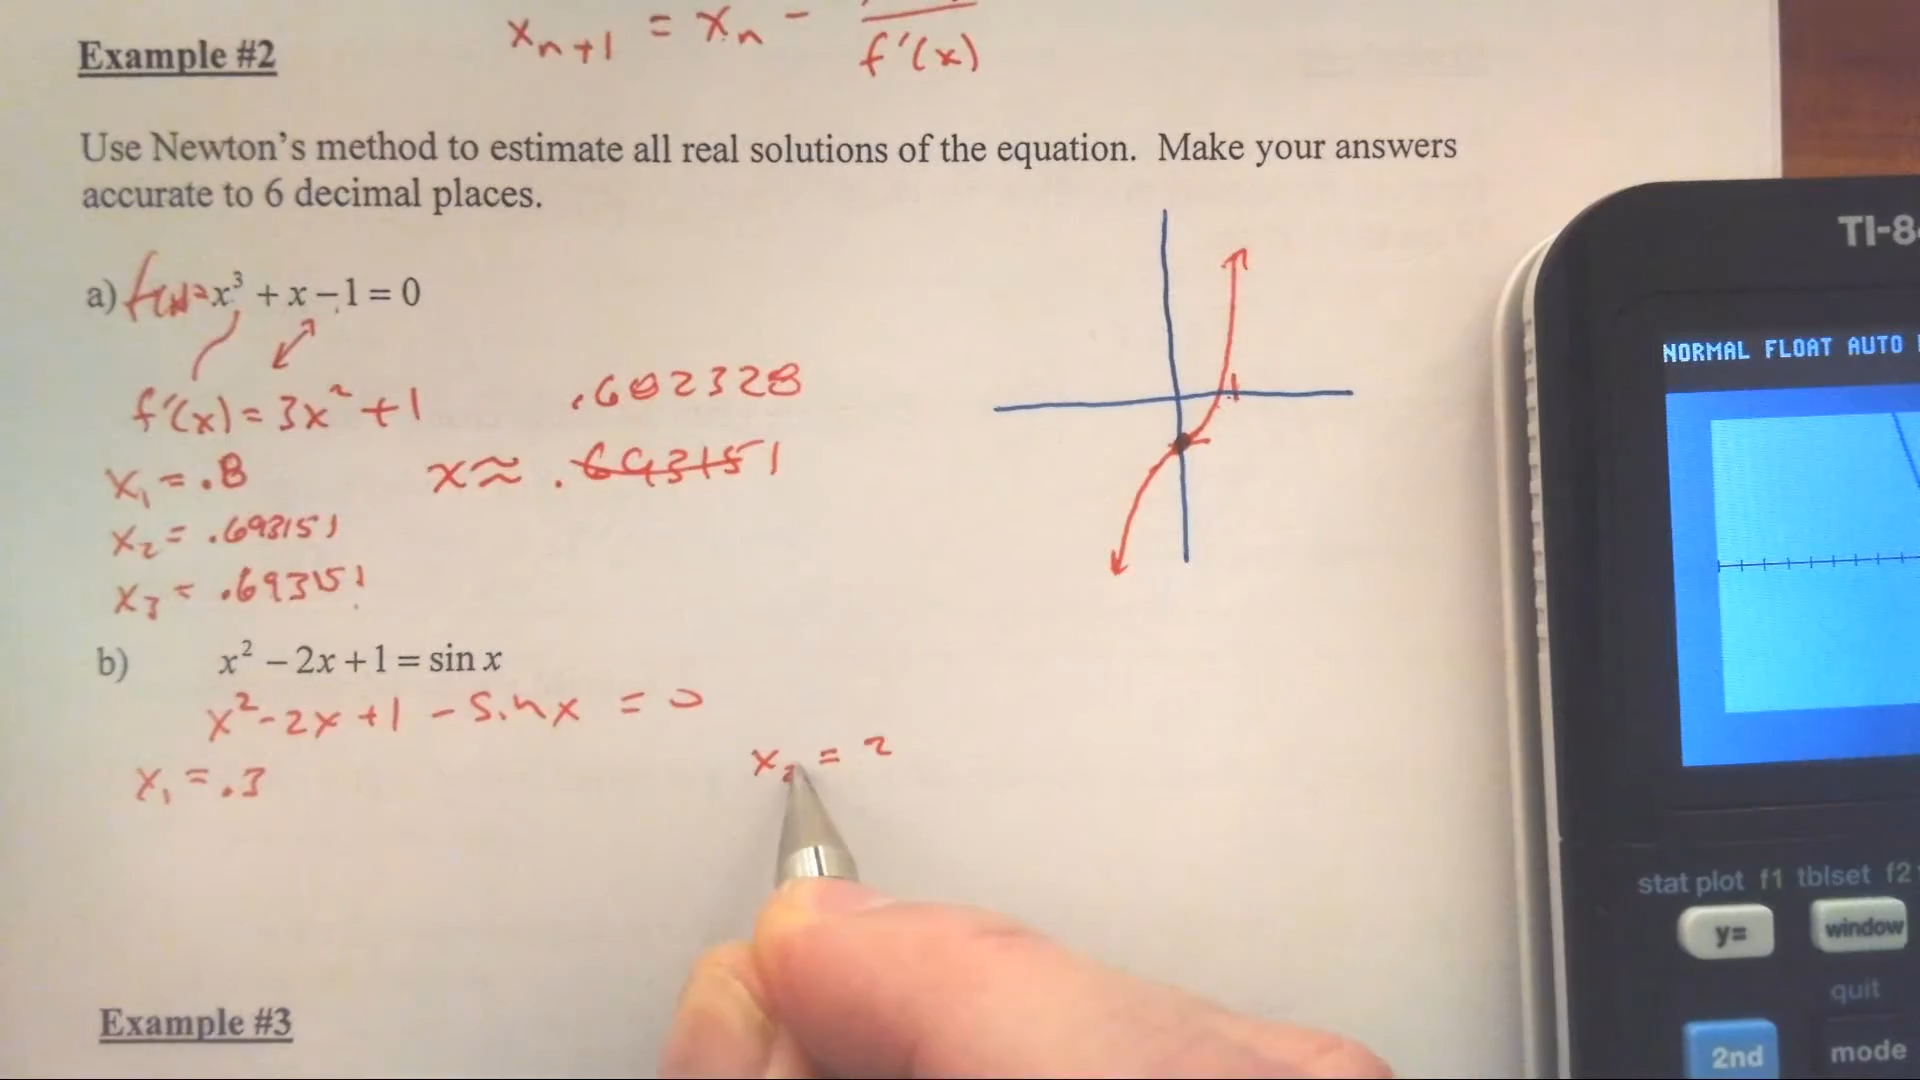 Example #2
xₙ₊₁ = xₙ - / f'(x)
Use Newton's method to estimate all real solutions of the equation. Make your answers
accurate to 6 decimal places.
a) f(x)= x³ + x - 1 = 0
f'(x) = 3x² + 1
.682328
x₁ = .8
x ≈ .693151
x₂ = .693151
x₃ = .693151
b) x² - 2x + 1 = sin x
x² - 2x + 1 - sin x = 0
x₁ = .3
x₂ = 2
Example #3
TI-8
NORMAL FLOAT AUTO
stat plot f1 tblset f2
y= window
quit
2nd mode